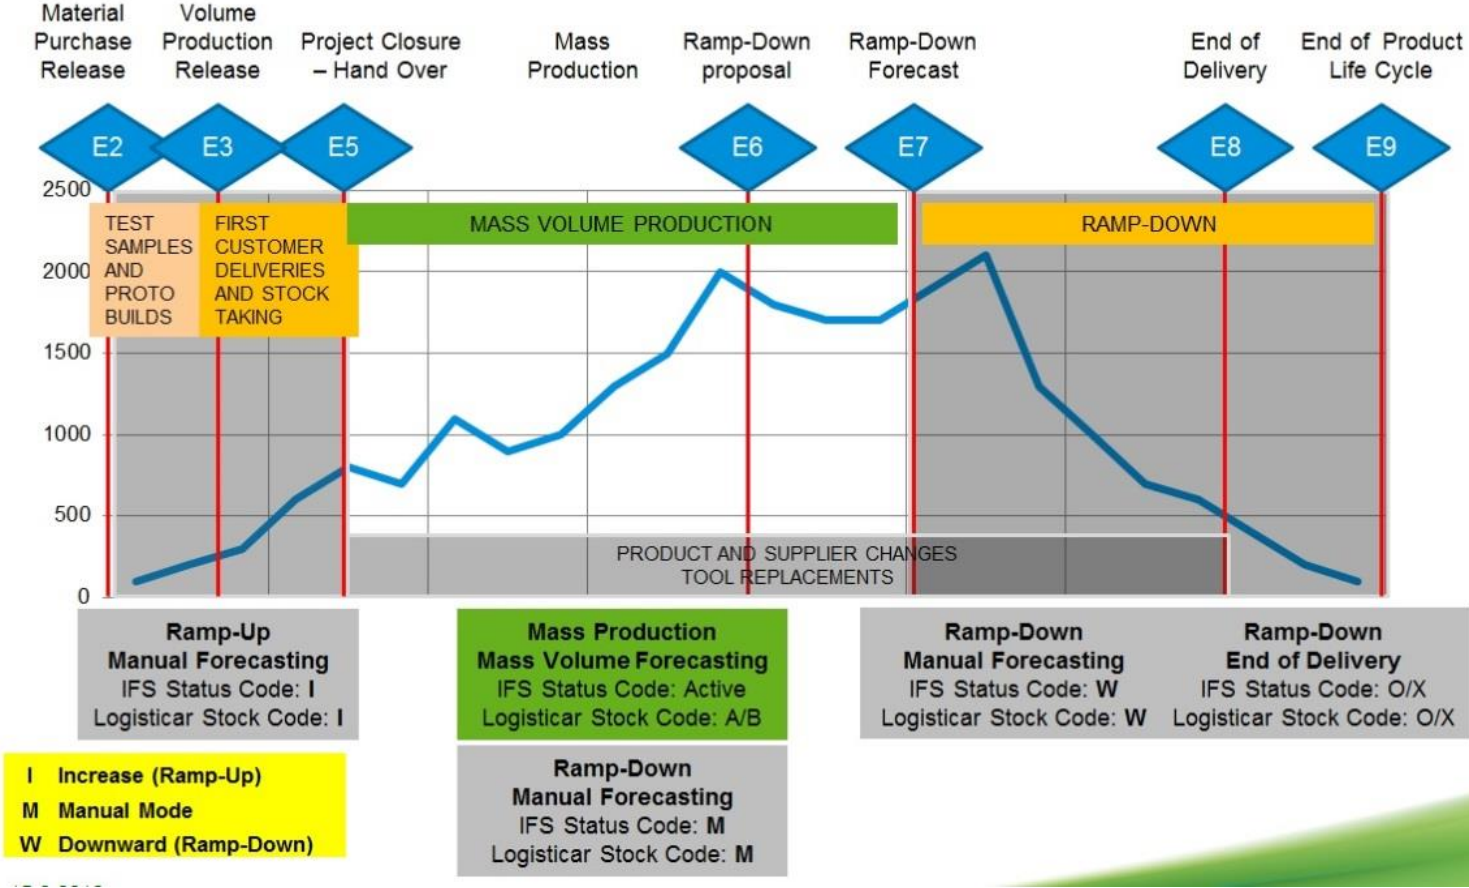 Material
Purchase
Release
Volume
Production
Release
Project Closure
– Hand Over
Mass
Production
Ramp-Down
proposal
Ramp-Down
Forecast
End of
Delivery
End of Product
Life Cycle
E2
E3
E5
E6
E7
E8
E9
2500
2000
1500
1000
500
0
TEST
SAMPLES
AND
PROTO
BUILDS
FIRST
CUSTOMER
DELIVERIES
AND STOCK
TAKING
MASS VOLUME PRODUCTION
RAMP-DOWN
PRODUCT AND SUPPLIER CHANGES
TOOL REPLACEMENTS
Ramp-Up
Manual Forecasting
IFS Status Code: I
Logisticar Stock Code: I
Mass Production
Mass Volume Forecasting
IFS Status Code: Active
Logisticar Stock Code: A/B
Ramp-Down
Manual Forecasting
IFS Status Code: W
Logisticar Stock Code: W
Ramp-Down
End of Delivery
IFS Status Code: O/X
Logisticar Stock Code: O/X
Ramp-Down
Manual Forecasting
IFS Status Code: M
Logisticar Stock Code: M
I Increase (Ramp-Up)
M Manual Mode
W Downward (Ramp-Down)